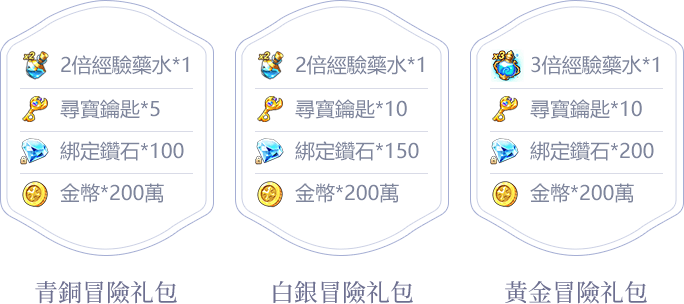 2倍經驗藥水*1
尋寶鑰匙*5
綁定鑽石*100
金幣*200萬
青銅冒險礼包
2倍經驗藥水*1
尋寶鑰匙*10
綁定鑽石*150
金幣*200萬
白銀冒險礼包
3倍經驗藥水*1
尋寶鑰匙*10
綁定鑽石*200
金幣*200萬
黃金冒險礼包